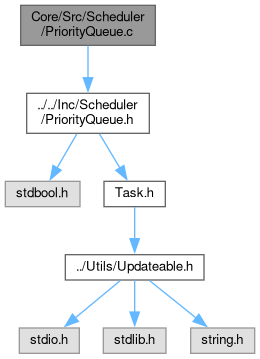 Core/Src/Scheduler
/PriorityQueue.c
../../Inc/Scheduler
/PriorityQueue.h
stdbool.h
Task.h
../Utils/Updateable.h
stdio.h
stdlib.h
string.h